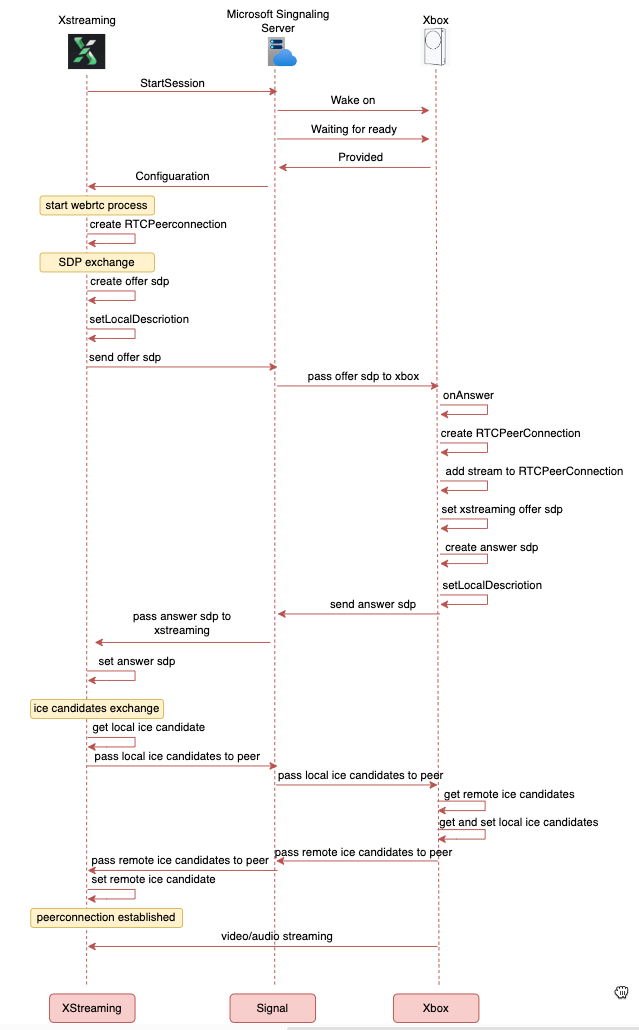 Xstreaming
Microsoft Singnaling
Server
Xbox
StartSession
Wake on
Waiting for ready
Provided
Configuaration
start webrtc process
create RTCPeerconnection
SDP exchange
create offer sdp
setLocalDescriotion
send offer sdp
pass offer sdp to xbox
onAnswer
create RTCPeerConnection
add stream to RTCPeerConnection
set xstreaming offer sdp
create answer sdp
setLocalDescriotion
send answer sdp
pass answer sdp to
xstreaming
set answer sdp
ice candidates exchange
get local ice candidate
pass local ice candidates to peer
pass local ice candidates to peer
get remote ice candidates
get and set local ice candidates
pass remote ice candidates to peer
pass remote ice candidates to peer
set remote ice candidate
peerconnection established
video/audio streaming
XStreaming
Signal
Xbox